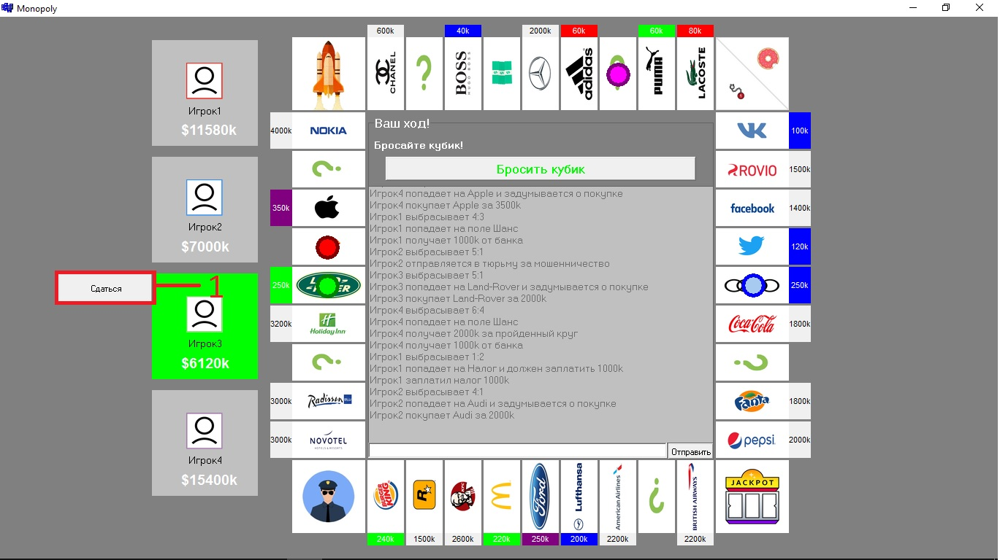 Monopoly
600k
40k
2000k
60k
60k
80k
CHANEL
?
BOSS
HUGO BOSS
adidas
PUMA
LACOSTE
Игрок1
$11580k
Игрок2
$7000k
Сдаться
1
Игрок3
$6120k
Игрок4
$15400k
4000k
NOKIA
?
350k
250k
3200k
Holiday Inn
?
3000k
Radisson BLU
3000k
NOVOTEL
HOTELS & RESORTS
Ваш ход!
Бросайте кубик!
Бросить кубик
Игрок4 попадает на Apple и задумывается о покупке
Игрок4 покупает Apple за 3500k
Игрок1 выбрасывает 4:3
Игрок1 попадает на поле Шанс
Игрок1 получает 1000k от банка
Игрок2 выбрасывает 5:1
Игрок2 отправляется в тюрьму за мошенничество
Игрок3 выбрасывает 5:1
Игрок3 попадает на Land-Rover и задумывается о покупке
Игрок3 покупает Land-Rover за 2000k
Игрок4 выбрасывает 6:4
Игрок4 попадает на поле Шанс
Игрок4 получает 2000k за пройденный круг
Игрок4 получает 1000k от банка
Игрок1 выбрасывает 1:2
Игрок1 попадает на Налог и должен заплатить 1000k
Игрок1 заплатил налог 1000k
Игрок2 выбрасывает 4:1
Игрок2 попадает на Audi и задумывается о покупке
Игрок2 покупает Audi за 2000k
Отправить
VK
100k
ROVIO
1500k
facebook
1400k
120k
250k
Coca-Cola
1800k
?
Fanta
1800k
pepsi
2000k
BURGER KING
R
KFC
Ford
Lufthansa
American Airlines
?
BRITISH AIRWAYS
JACKPOT
240k
1500k
2600k
220k
250k
200k
2200k
2200k